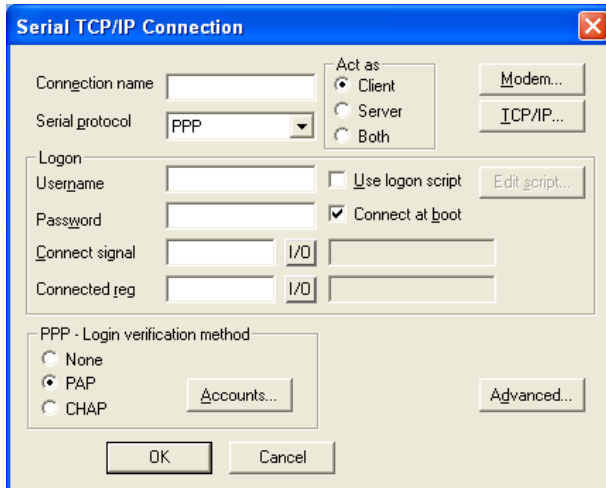 Serial TCP/IP Connection
Connection name
Serial protocol
PPP
Act as
Client
Server
Both
Modem...
TCP/IP...
Logon
Username
Use logon script
Edit script...
Password
Connect at boot
Connect signal
I/O
Connected reg
I/O
PPP - Login verification method
None
PAP
CHAP
Accounts...
Advanced...
OK
Cancel